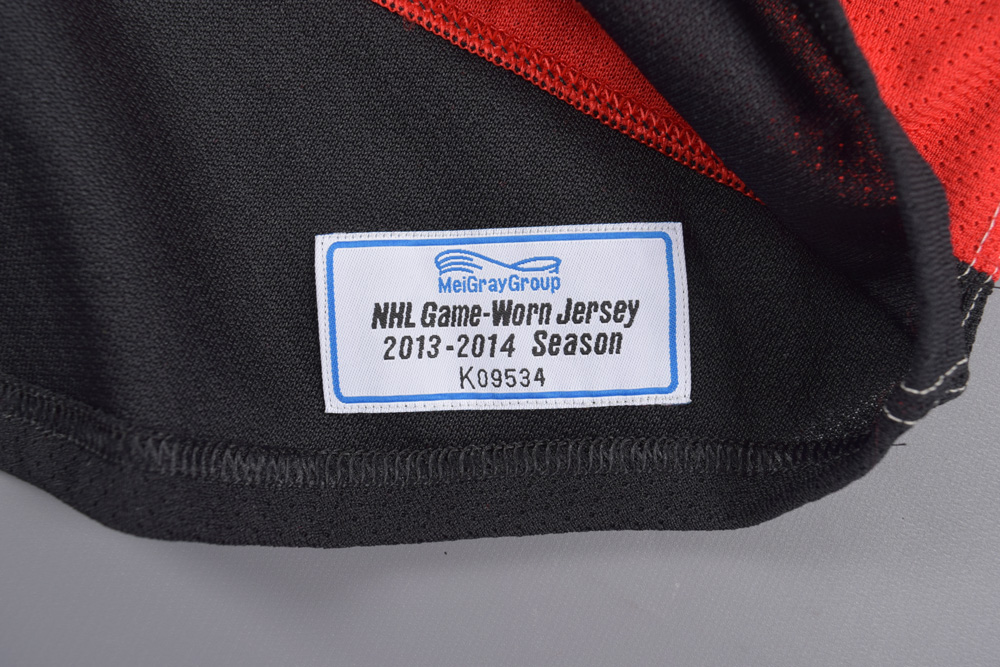 MeiGrayGroup
NHL Game-Worn Jersey
2013-2014 Season
K09534